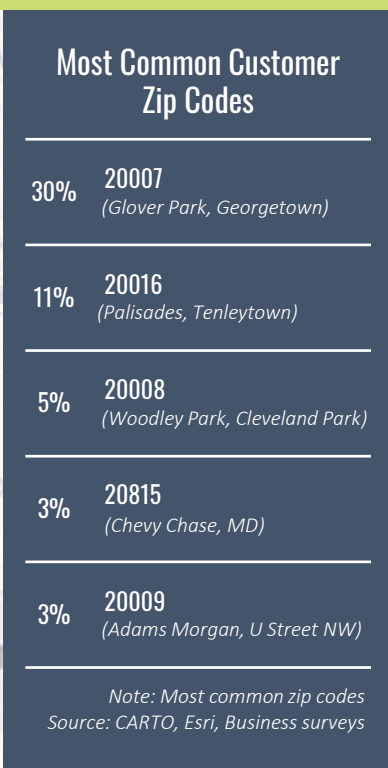 Most Common Customer
Zip Codes
30%
20007
(Glover Park, Georgetown)
11%
20016
(Palisades, Tenleytown)
5%
20008
(Woodley Park, Cleveland Park)
3%
20815
(Chevy Chase, MD)
3%
20009
(Adams Morgan, U Street NW)
Note: Most common zip codes
Source: CARTO, Esri, Business surveys